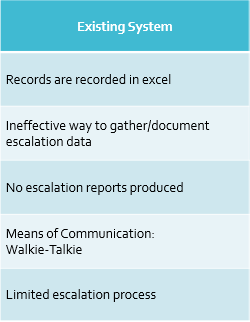 Existing System
Records are recorded in excel
Ineffective way to gather/document
escalation data
No escalation reports produced
Means of Communication:
Walkie-Talkie
Limited escalation process